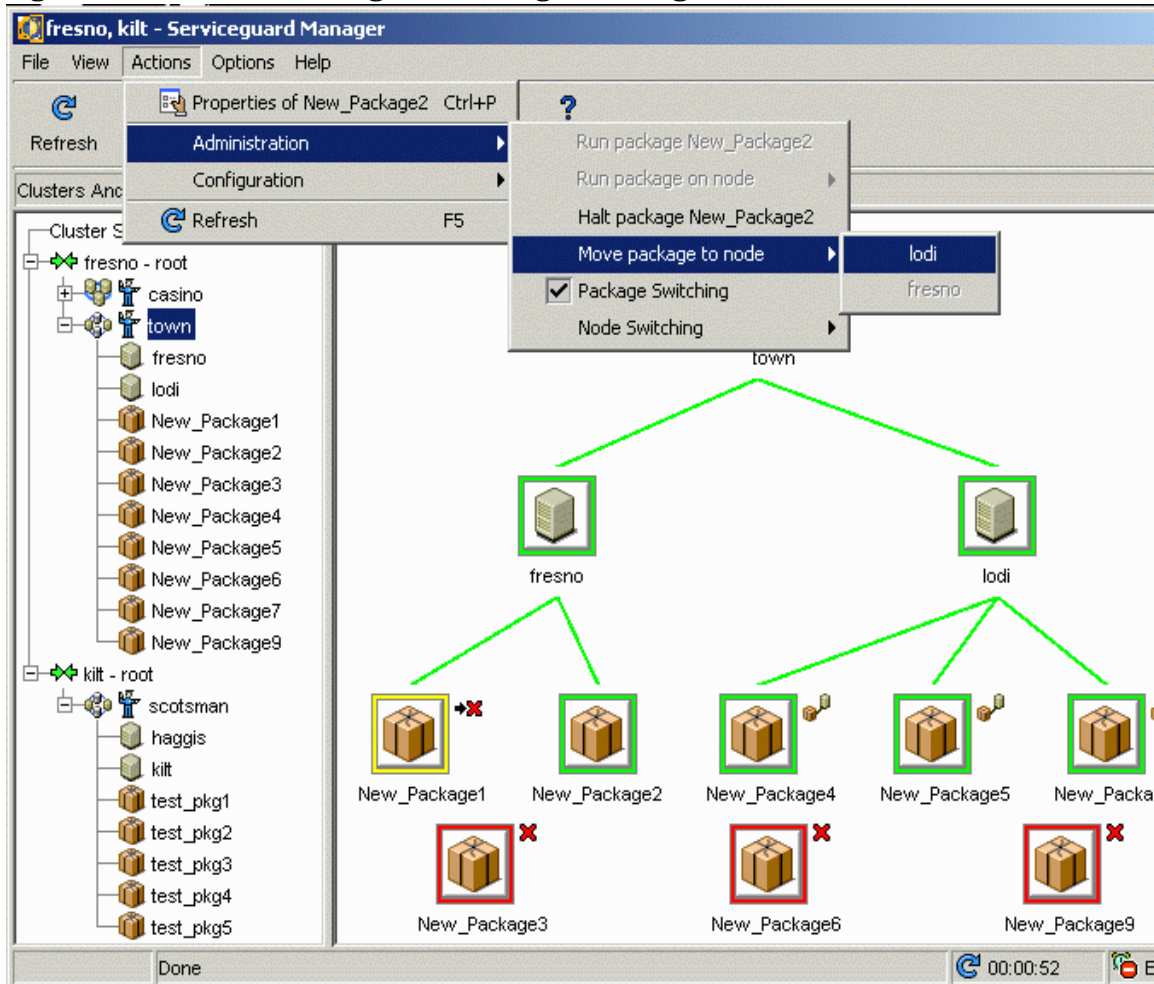 fresno, kilt - Serviceguard Manager
File View Actions Options Help
Refresh
Properties of New_Package2 Ctrl+P
Administration
Configuration
Refresh F5
Run package New_Package2
Run package on node
Halt package New_Package2
Move package to node
Package Switching
Node Switching
lodi
fresno
Clusters And
Cluster S
fresno - root
casino
town
fresno
lodi
New_Package1
New_Package2
New_Package3
New_Package4
New_Package5
New_Package6
New_Package7
New_Package9
kilt - root
scotsman
haggis
kilt
test_pkg1
test_pkg2
test_pkg3
test_pkg4
test_pkg5
town
fresno
lodi
New_Package1
New_Package2
New_Package4
New_Package5
New_Packa
New_Package3
New_Package6
New_Package9
Done
00:00:52
E